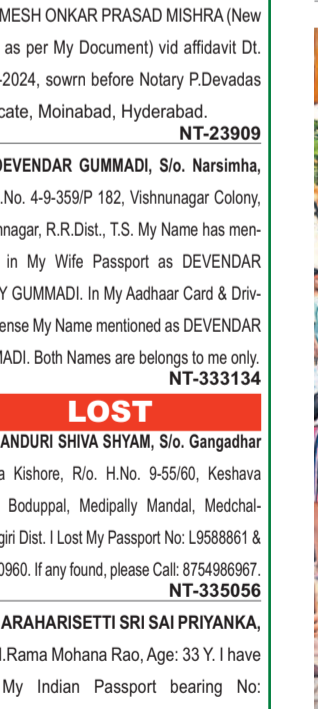 MESH ONKAR PRASAD MISHRA (New
as per My Document) vid affidavit Dt.
-2024, sowrn before Notary P.Devadas
cate, Moinabad, Hyderabad.
NT-23909
DEVENDAR GUMMADI, S/o. Narsimha,
.No. 4-9-359/P 182, Vishnunagar Colony,
nnagar, R.R.Dist., T.S. My Name has men-
in My Wife Passport as DEVENDAR
Y GUMMADI. In My Aadhaar Card & Driv-
ense My Name mentioned as DEVENDAR
MADI. Both Names are belongs to me only.
NT-333134
LOST
ANDURI SHIVA SHYAM, S/o. Gangadhar
a Kishore, R/o. H.No. 9-55/60, Keshava
Boduppal, Medipally Mandal, Medchal-
giri Dist. I Lost My Passport No: L9588861 &
0960. If any found, please Call: 8754986967.
NT-335056
ARAHARISETTI SRI SAI PRIYANKA,
I.Rama Mohana Rao, Age: 33 Y. I have
My Indian Passport bearing No: